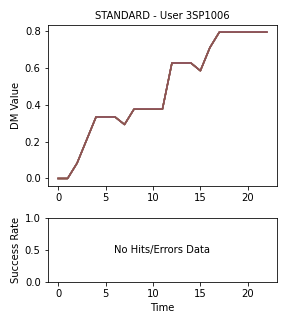 STANDARD - User 3SP1006
DM Value
0.8
0.6
0.4
0.2
0.0
0 5 10 15 20
Success Rate
1.0
0.5
0.0
No Hits/Errors Data
0 5 10 15 20
Time